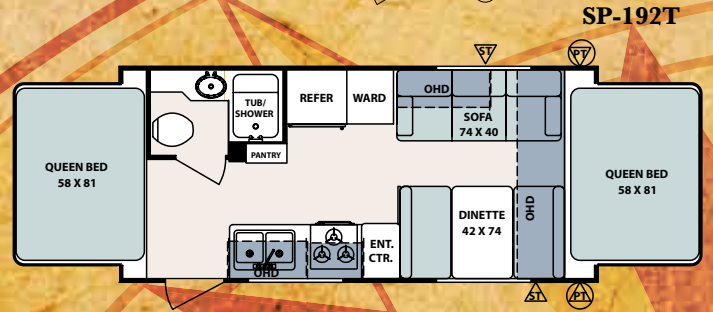 SP-192T
ST
PT
QUEEN BED
58 X 81
TUB/
SHOWER
REFER
WARD
OHD
SOFA
74 X 40
PANTRY
QUEEN BED
58 X 81
DINETTE
42 X 74
OHD
ENT.
CTR.
OHD
ST
PT